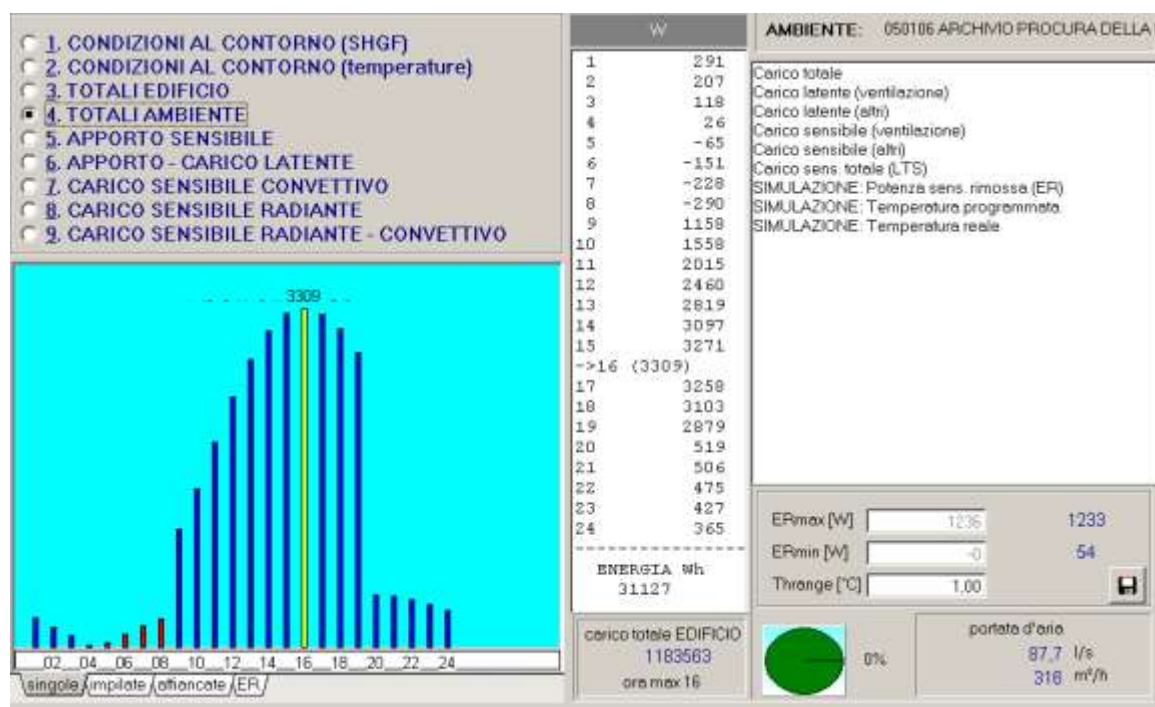 1. CONDIZIONI AL CONTORNO (SHGF)
2. CONDIZIONI AL CONTORNO (temperature)
3. TOTALI EDIFICIO
4. TOTALI AMBIENTE
5. APPORTO SENSIBILE
6. APPORTO - CARICO LATENTE
7. CARICO SENSIBILE CONVETTIVO
8. CARICO SENSIBILE RADIANTE
9. CARICO SENSIBILE RADIANTE - CONVETTIVO
3309
02 04 06 08 10 12 14 16 18 20 22 24
singole impilate affiancate ER
W
1 291
2 207
3 118
4 26
5 -65
6 -151
7 -228
8 -290
9 1158
10 1558
11 2015
12 2460
13 2819
14 3097
15 3271
->16 (3309)
17 3258
18 3103
19 2879
20 519
21 506
22 475
23 427
24 365
ENERGIA Wh
31127
carico totale EDIFICIO
1183563
ora max 16
AMBIENTE: 050106 ARCHIVIO PROCURA DELLA
Carico totale
Carico latente (ventilazione)
Carico latente (altri)
Carico sensibile (ventilazione)
Carico sensibile (altri)
Carico sens. totale (LTS)
SIMULAZIONE: Potenza sens. rimossa (ER)
SIMULAZIONE: Temperatura programmata
SIMULAZIONE: Temperatura reale
ERmax [W] 1236 1233
ERmin [W] -0 54
Thrange [°C] 1,00
0%
portata d'aria
87,7 l/s
316 m³/h